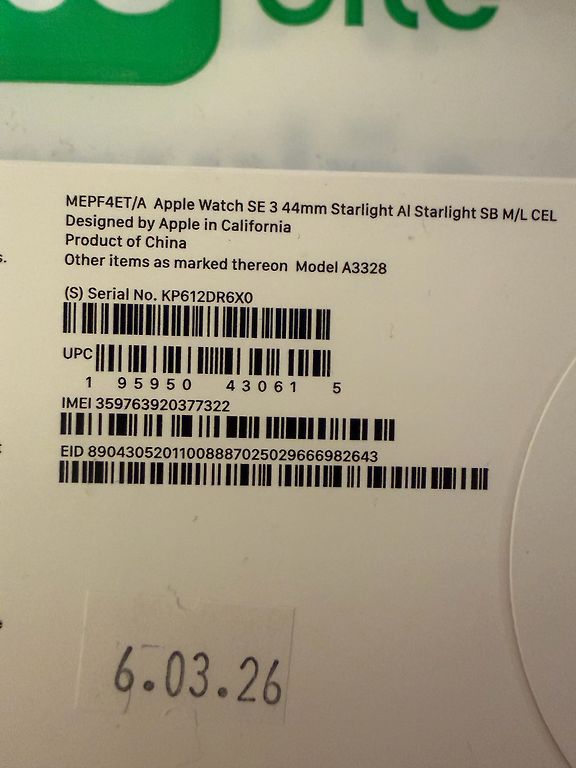 MEPF4ET/A Apple Watch SE 3 44mm Starlight Al Starlight SB M/L CEL
Designed by Apple in California
Product of China
Other items as marked thereon Model A3328
(S) Serial No. KP612DR6X0
UPC
1 95950 43061 5
IMEI 359763920377322
EID 89043052011008887025029666982643
6.03.26